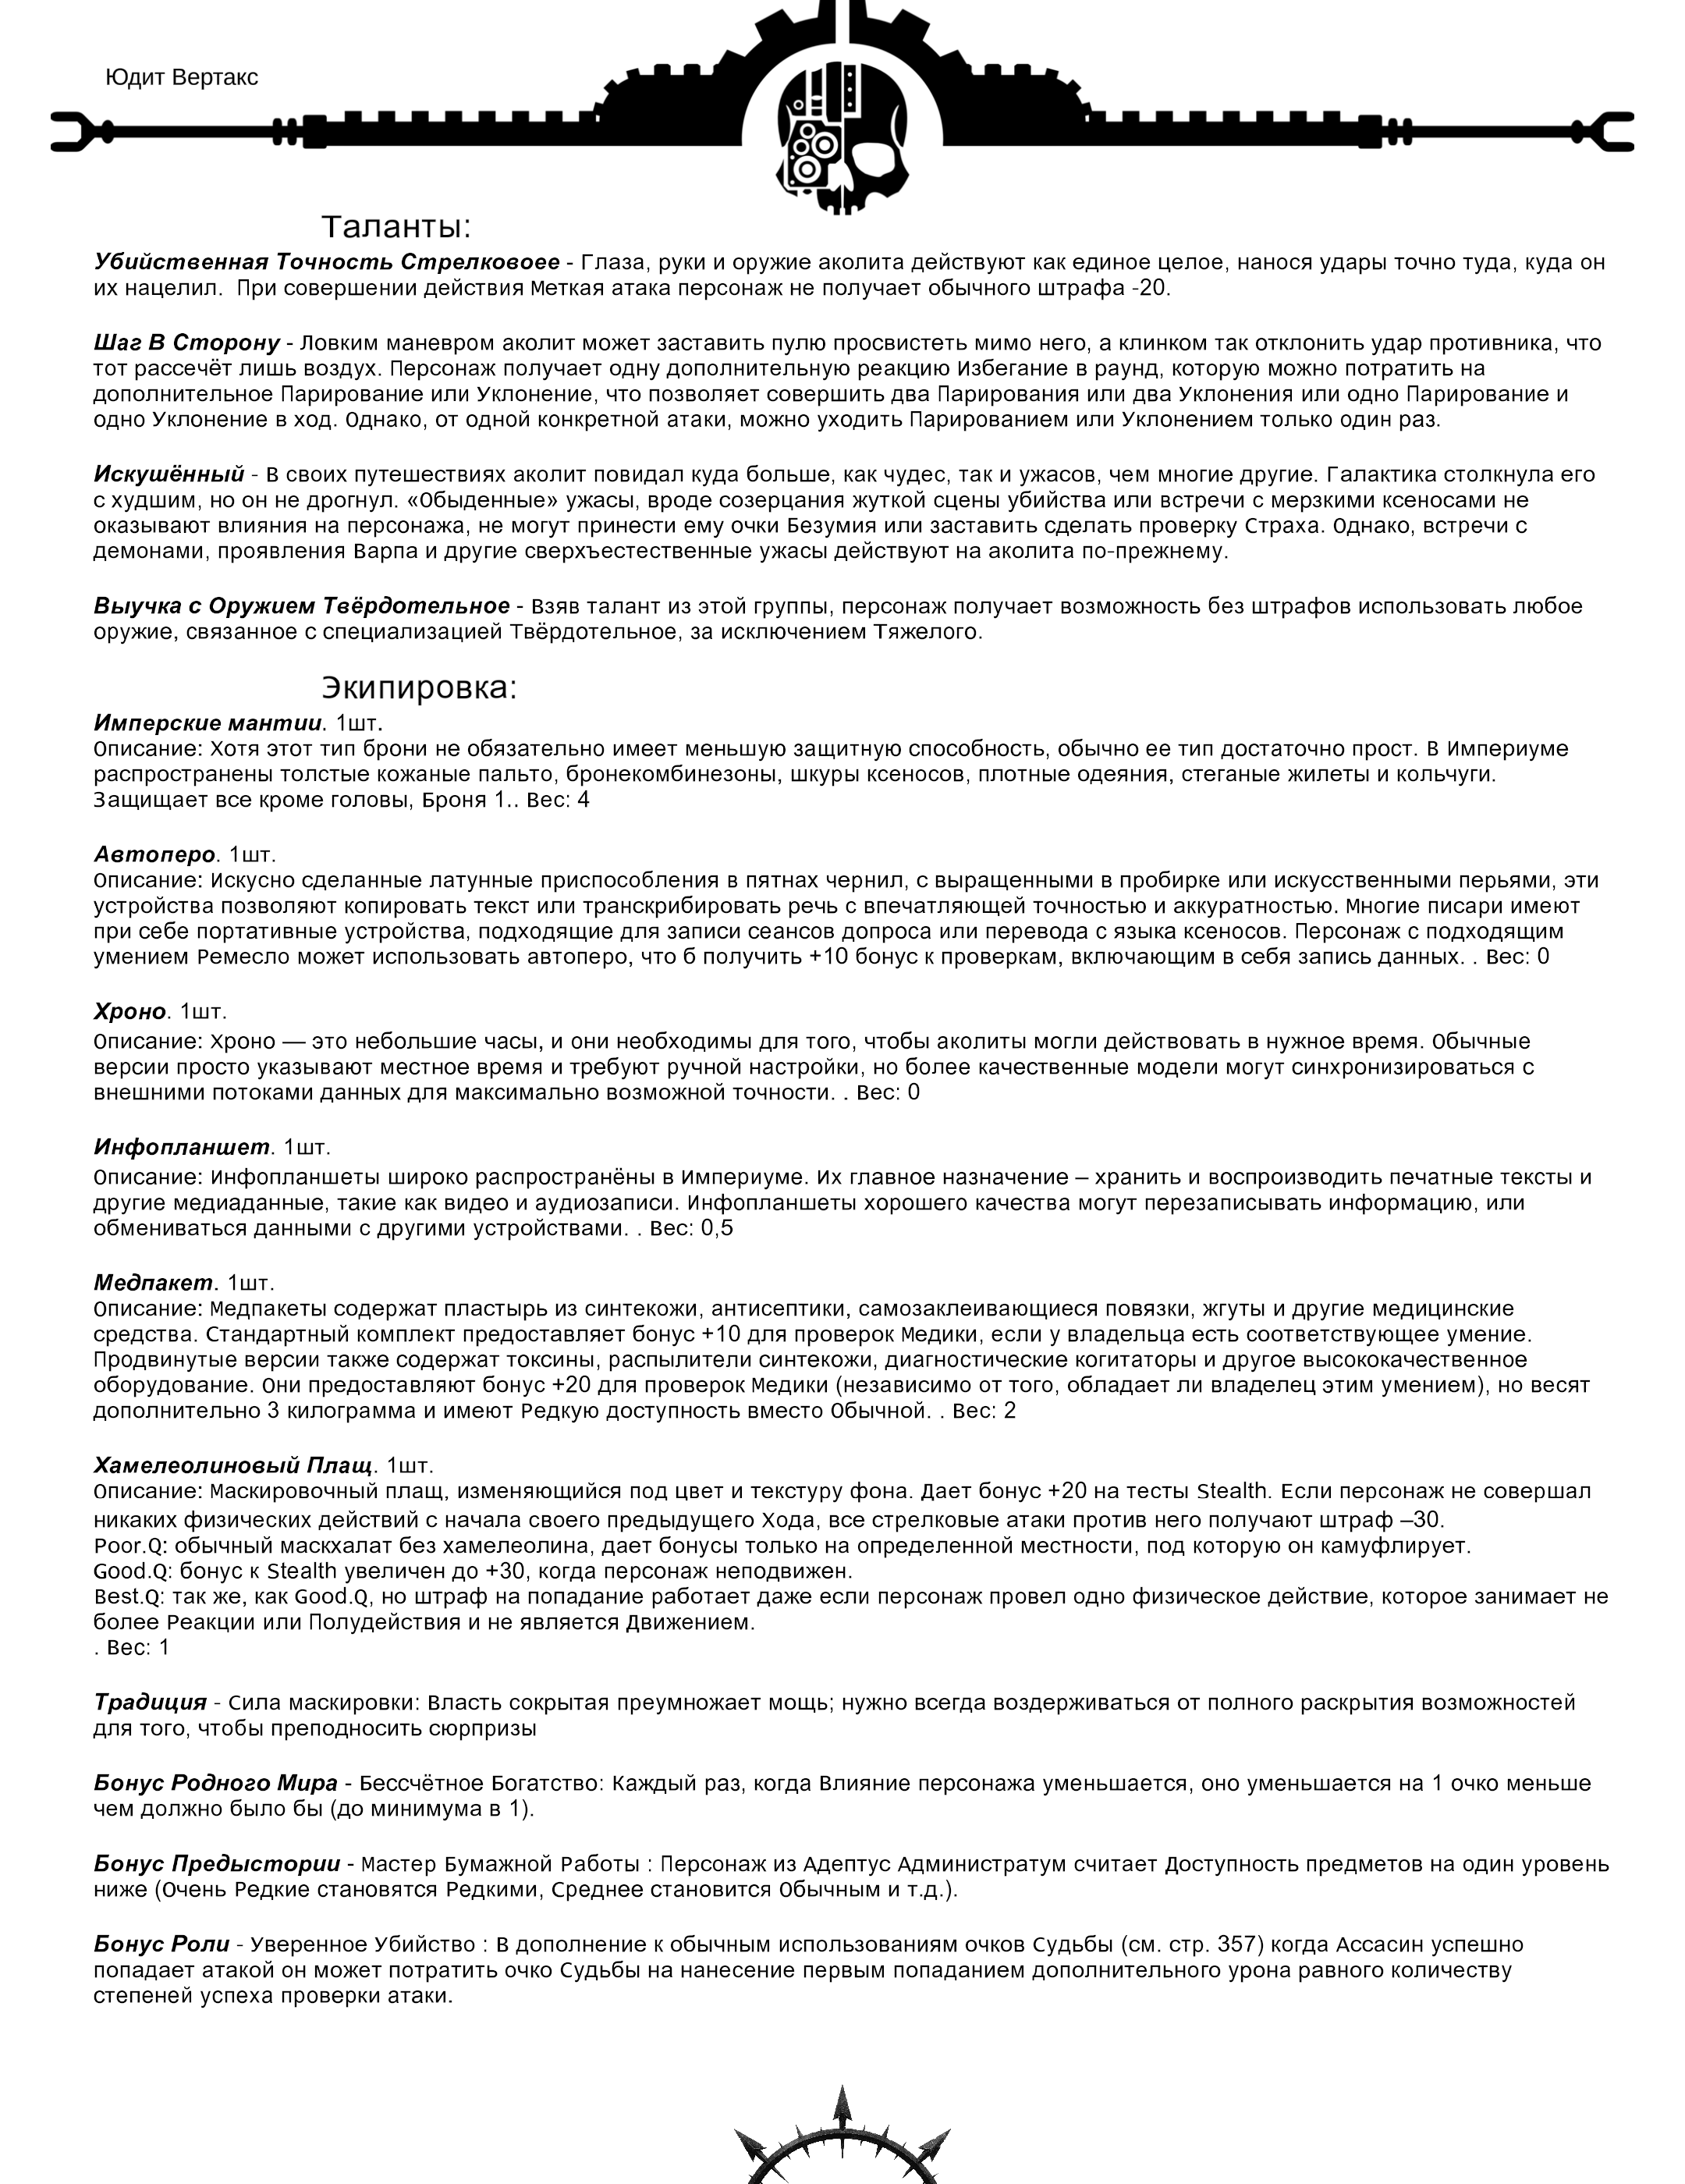 Юдит Вертакс
Таланты:
Убийственная Точность Стрелковоее - Глаза, руки и оружие аколита действуют как единое целое, нанося удары точно туда, куда он
их нацелил.  При совершении действия Меткая атака персонаж не получает обычного штрафа -20.
Шаг В Сторону - Ловким маневром аколит может заставить пулю просвистеть мимо него, а клинком так отклонить удар противника, что
тот рассечёт лишь воздух. Персонаж получает одну дополнительную реакцию Избегание в раунд, которую можно потратить на
дополнительное Парирование или Уклонение, что позволяет совершить два Парирования или два Уклонения или одно Парирование и
одно Уклонение в ход. Однако, от одной конкретной атаки, можно уходить Парированием или Уклонением только один раз.
Искушённый - В своих путешествиях аколит повидал куда больше, как чудес, так и ужасов, чем многие другие. Галактика столкнула его
с худшим, но он не дрогнул. «Обыденные» ужасы, вроде созерцания жуткой сцены убийства или встречи с мерзкими ксеносами не
оказывают влияния на персонажа, не могут принести ему очки Безумия или заставить сделать проверку Страха. Однако, встречи с
демонами, проявления Варпа и другие сверхъестественные ужасы действуют на аколита по-прежнему.
Выучка с Оружием Твёрдотельное - Взяв талант из этой группы, персонаж получает возможность без штрафов использовать любое
оружие, связанное с специализацией Твёрдотельное, за исключением Тяжелого.
Экипировка:
Имперские мантии. 1шт.
Описание: Хотя этот тип брони не обязательно имеет меньшую защитную способность, обычно ее тип достаточно прост. В Империуме
распространены толстые кожаные пальто, бронекомбинезоны, шкуры ксеносов, плотные одеяния, стеганые жилеты и кольчуги.
Защищает все кроме головы, Броня 1.. Вес: 4
Автоперо. 1шт.
Описание: Искусно сделанные латунные приспособления в пятнах чернил, с выращенными в пробирке или искусственными перьями, эти
устройства позволяют копировать текст или транскрибировать речь с впечатляющей точностью и аккуратностью. Многие писари имеют
при себе портативные устройства, подходящие для записи сеансов допроса или перевода с языка ксеносов. Персонаж с подходящим
умением Ремесло может использовать автоперо, что б получить +10 бонус к проверкам, включающим в себя запись данных. . Вес: 0
Хроно. 1шт.
Описание: Хроно — это небольшие часы, и они необходимы для того, чтобы аколиты могли действовать в нужное время. Обычные
версии просто указывают местное время и требуют ручной настройки, но более качественные модели могут синхронизироваться с
внешними потоками данных для максимально возможной точности. . Вес: 0
Инфопланшет. 1шт.
Описание: Инфопланшеты широко распространёны в Империуме. Их главное назначение – хранить и воспроизводить печатные тексты и
другие медиаданные, такие как видео и аудиозаписи. Инфопланшеты хорошего качества могут перезаписывать информацию, или
обмениваться данными с другими устройствами. . Вес: 0,5
Медпакет. 1шт.
Описание: Медпакеты содержат пластырь из синтекожи, антисептики, самозаклеивающиеся повязки, жгуты и другие медицинские
средства. Стандартный комплект предоставляет бонус +10 для проверок Медики, если у владельца есть соответствующее умение.
Продвинутые версии также содержат токсины, распылители синтекожи, диагностические когитаторы и другое высококачественное
оборудование. Они предоставляют бонус +20 для проверок Медики (независимо от того, обладает ли владелец этим умением), но весят
дополнительно 3 килограмма и имеют Редкую доступность вместо Обычной. . Вес: 2
Хамелеолиновый Плащ. 1шт.
Описание: Маскировочный плащ, изменяющийся под цвет и текстуру фона. Дает бонус +20 на тесты Stealth. Если персонаж не совершал
никаких физических действий с начала своего предыдущего Хода, все стрелковые атаки против него получают штраф –30.
Poor.Q: обычный маскхалат без хамелеолина, дает бонусы только на определенной местности, под которую он камуфлирует.
Good.Q: бонус к Stealth увеличен до +30, когда персонаж неподвижен.
Best.Q: так же, как Good.Q, но штраф на попадание работает даже если персонаж провел одно физическое действие, которое занимает не
более Реакции или Полудействия и не является Движением.
. Вес: 1
Традиция - Сила маскировки: Власть сокрытая преумножает мощь; нужно всегда воздерживаться от полного раскрытия возможностей
для того, чтобы преподносить сюрпризы
Бонус Родного Мира - Бессчётное Богатство: Каждый раз, когда Влияние персонажа уменьшается, оно уменьшается на 1 очко меньше
чем должно было бы (до минимума в 1).
Бонус Предыстории - Мастер Бумажной Работы : Персонаж из Адептус Администратум считает Доступность предметов на один уровень
ниже (Очень Редкие становятся Редкими, Среднее становится Обычным и т.д.).
Бонус Роли - Уверенное Убийство : В дополнение к обычным использованиям очков Судьбы (см. стр. 357) когда Ассасин успешно
попадает атакой он может потратить очко Судьбы на нанесение первым попаданием дополнительного урона равного количеству
степеней успеха проверки атаки.